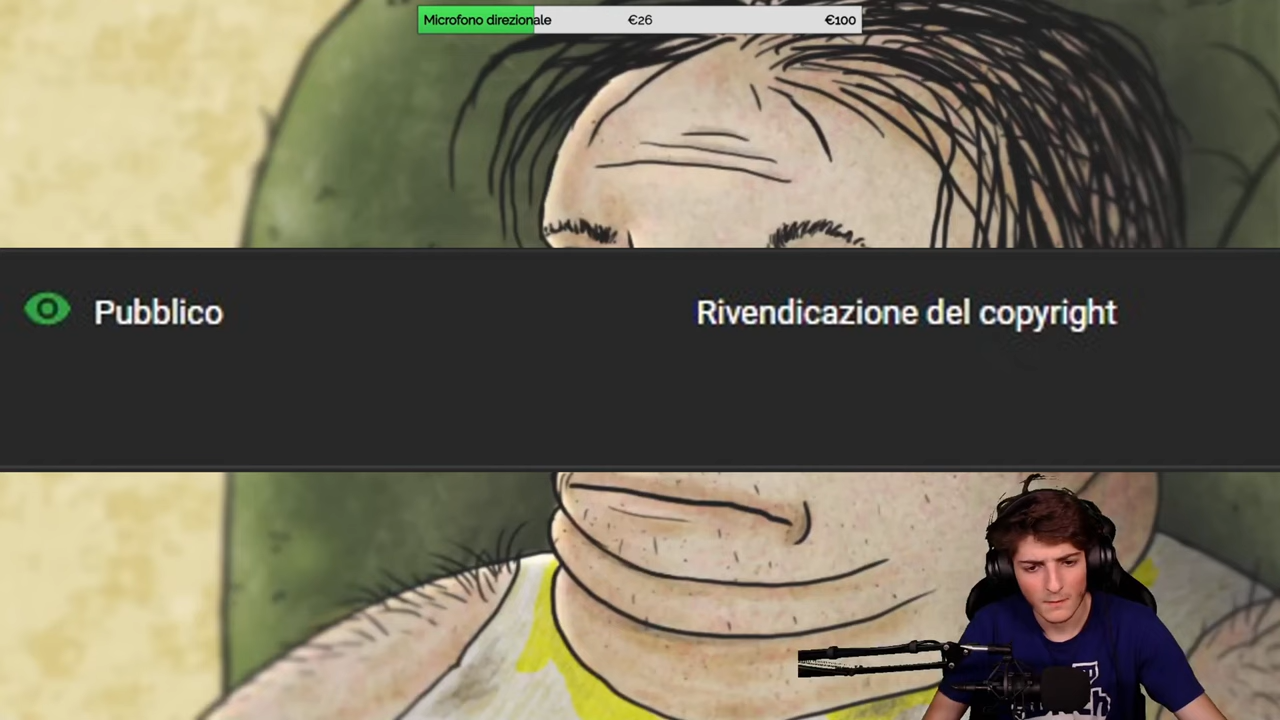 Microfono direzionale €26 €100
Pubblico Rivendicazione del copyright